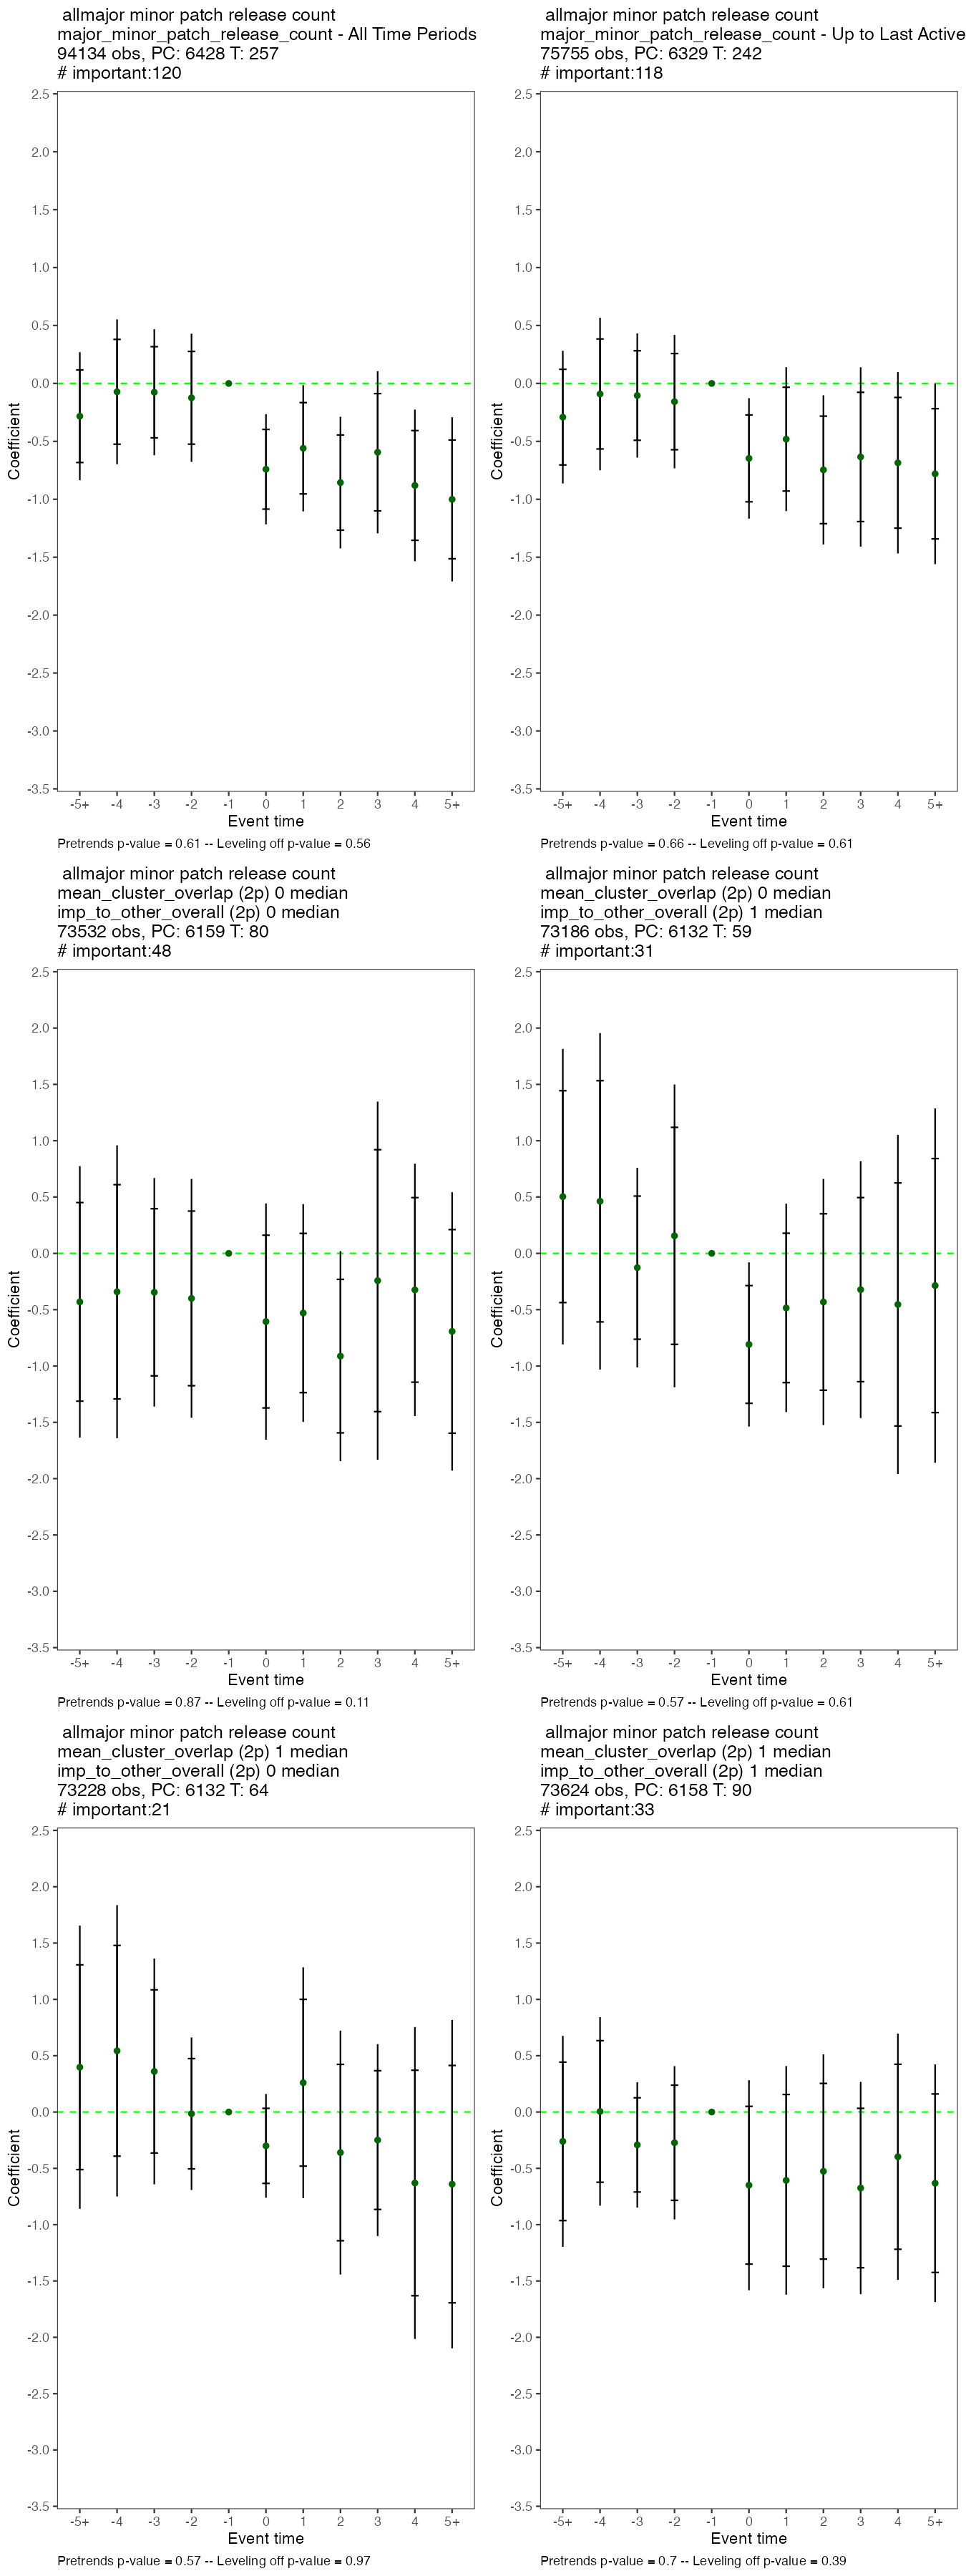 allmajor minor patch release count
major_minor_patch_release_count - All Time Periods
94134 obs, PC: 6428 T: 257
# important:120
2.5
2.0
1.5
1.0
0.5
0.0
-0.5
-1.0
-1.5
-2.0
-2.5
-3.0
-3.5
Coefficient
-5+ -4 -3 -2 -1 0 1 2 3 4 5+
Event time
Pretrends p-value = 0.61 -- Leveling off p-value = 0.56
allmajor minor patch release count
major_minor_patch_release_count - Up to Last Active
75755 obs, PC: 6329 T: 242
# important:118
2.5
2.0
1.5
1.0
0.5
0.0
-0.5
-1.0
-1.5
-2.0
-2.5
-3.0
-3.5
Coefficient
-5+ -4 -3 -2 -1 0 1 2 3 4 5+
Event time
Pretrends p-value = 0.66 -- Leveling off p-value = 0.61
allmajor minor patch release count
mean_cluster_overlap (2p) 0 median
imp_to_other_overall (2p) 0 median
73532 obs, PC: 6159 T: 80
# important:48
2.5
2.0
1.5
1.0
0.5
0.0
-0.5
-1.0
-1.5
-2.0
-2.5
-3.0
-3.5
Coefficient
-5+ -4 -3 -2 -1 0 1 2 3 4 5+
Event time
Pretrends p-value = 0.87 -- Leveling off p-value = 0.11
allmajor minor patch release count
mean_cluster_overlap (2p) 0 median
imp_to_other_overall (2p) 1 median
73186 obs, PC: 6132 T: 59
# important:31
2.5
2.0
1.5
1.0
0.5
0.0
-0.5
-1.0
-1.5
-2.0
-2.5
-3.0
-3.5
Coefficient
-5+ -4 -3 -2 -1 0 1 2 3 4 5+
Event time
Pretrends p-value = 0.57 -- Leveling off p-value = 0.61
allmajor minor patch release count
mean_cluster_overlap (2p) 1 median
imp_to_other_overall (2p) 0 median
73228 obs, PC: 6132 T: 64
# important:21
2.5
2.0
1.5
1.0
0.5
0.0
-0.5
-1.0
-1.5
-2.0
-2.5
-3.0
-3.5
Coefficient
-5+ -4 -3 -2 -1 0 1 2 3 4 5+
Event time
Pretrends p-value = 0.57 -- Leveling off p-value = 0.97
allmajor minor patch release count
mean_cluster_overlap (2p) 1 median
imp_to_other_overall (2p) 1 median
73624 obs, PC: 6158 T: 90
# important:33
2.5
2.0
1.5
1.0
0.5
0.0
-0.5
-1.0
-1.5
-2.0
-2.5
-3.0
-3.5
Coefficient
-5+ -4 -3 -2 -1 0 1 2 3 4 5+
Event time
Pretrends p-value = 0.7 -- Leveling off p-value = 0.39